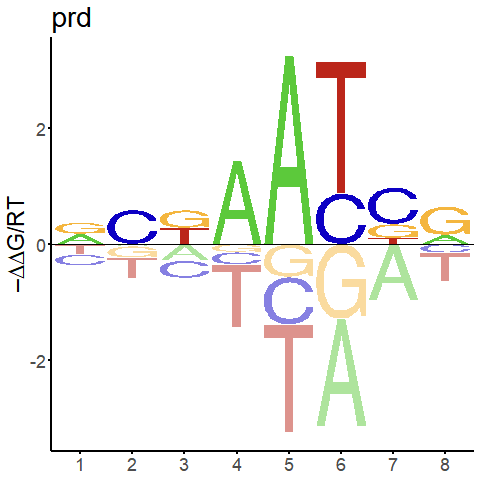 prd
−ΔΔG/RT
2
0
-2
G A T C
C G T
G T A C
A G C T
A G C T
T C G A
C G T A
G A C T
1 2 3 4 5 6 7 8